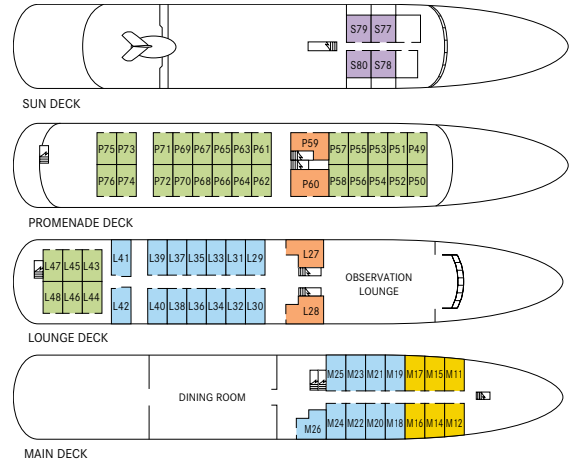 S79 S77
S80 S78
SUN DECK
P75 P73 P71 P69 P67 P65 P63 P61 P59 P57 P55 P53 P51 P49
P76 P74 P72 P70 P68 P66 P64 P62 P60 P58 P56 P54 P52 P50
PROMENADE DECK
L47 L45 L43 L41 L39 L37 L35 L33 L31 L29 L27
OBSERVATION
LOUNGE
L48 L46 L44 L42 L40 L38 L36 L34 L32 L30 L28
LOUNGE DECK
M25 M23 M21 M19 M17 M15 M11
DINING ROOM
M26 M24 M22 M20 M18 M16 M14 M12
MAIN DECK